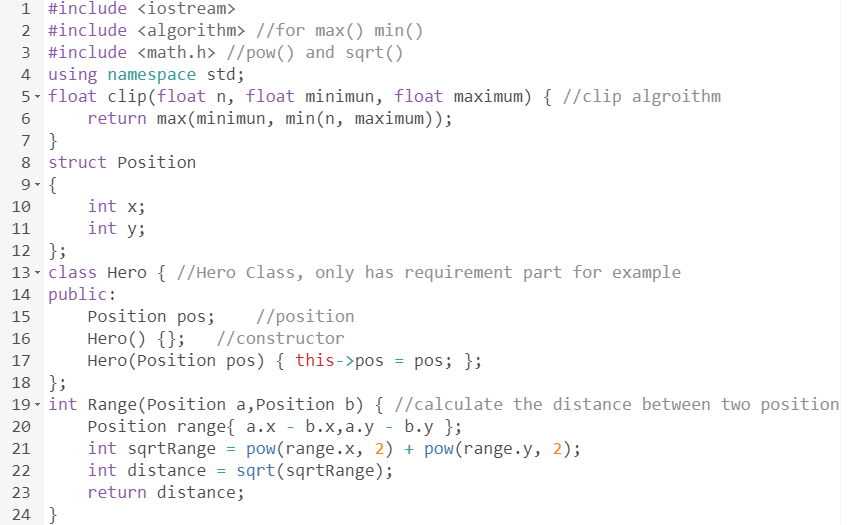 1 #include <iostream>
2 #include <algorithm> //for max() min()
3 #include <math.h> //pow() and sqrt()
4 using namespace std;
5 float clip(float n, float minimun, float maximum) { //clip algroithm
6     return max(minimun, min(n, maximum));
7 }
8 struct Position
9 {
10     int x;
11     int y;
12 };
13 class Hero { //Hero Class, only has requirement part for example
14 public:
15     Position pos;    //position
16     Hero() {};   //constructor
17     Hero(Position pos) { this->pos = pos; };
18 };
19 int Range(Position a,Position b) { //calculate the distance between two position
20     Position range{ a.x - b.x,a.y - b.y };
21     int sqrtRange = pow(range.x, 2) + pow(range.y, 2);
22     int distance = sqrt(sqrtRange);
23     return distance;
24 }